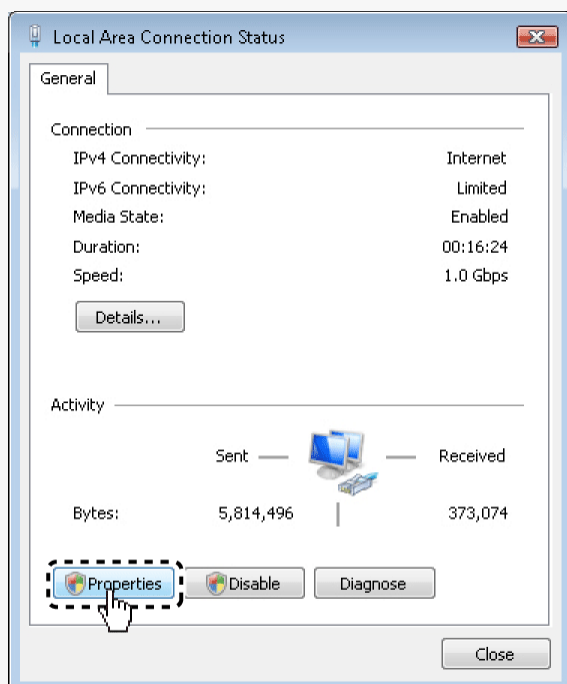 Local Area Connection Status
General
Connection
IPv4 Connectivity: Internet
IPv6 Connectivity: Limited
Media State: Enabled
Duration: 00:16:24
Speed: 1.0 Gbps
Details...
Activity
Sent Received
Bytes: 5,814,496 373,074
Properties Disable Diagnose
Close